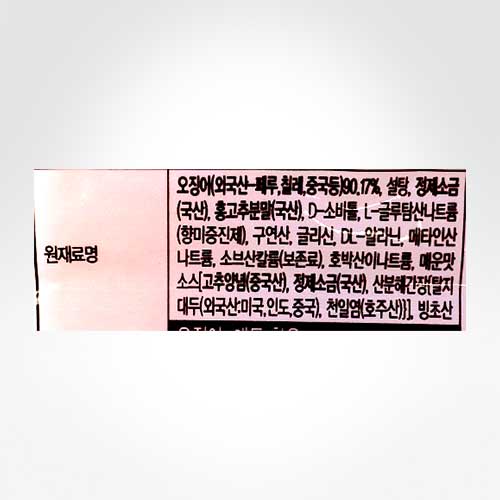 원재료명
오징어(외국산-페루,칠레,중국등)90.17%, 설탕, 정제소금
(국산), 홍고추분말(국산), D-소비톨, L-글루탐산나트륨
(향미증진제), 구연산, 글리신, DL-알라닌, 메타인산
나트륨, 소브산칼륨(보존료), 호박산이나트륨, 매운맛
소스[고추양념(중국산), 정제소금(국산), 산분해간장{탈지
대두(외국산:미국,인도,중국), 천일염(호주산)}], 빙초산